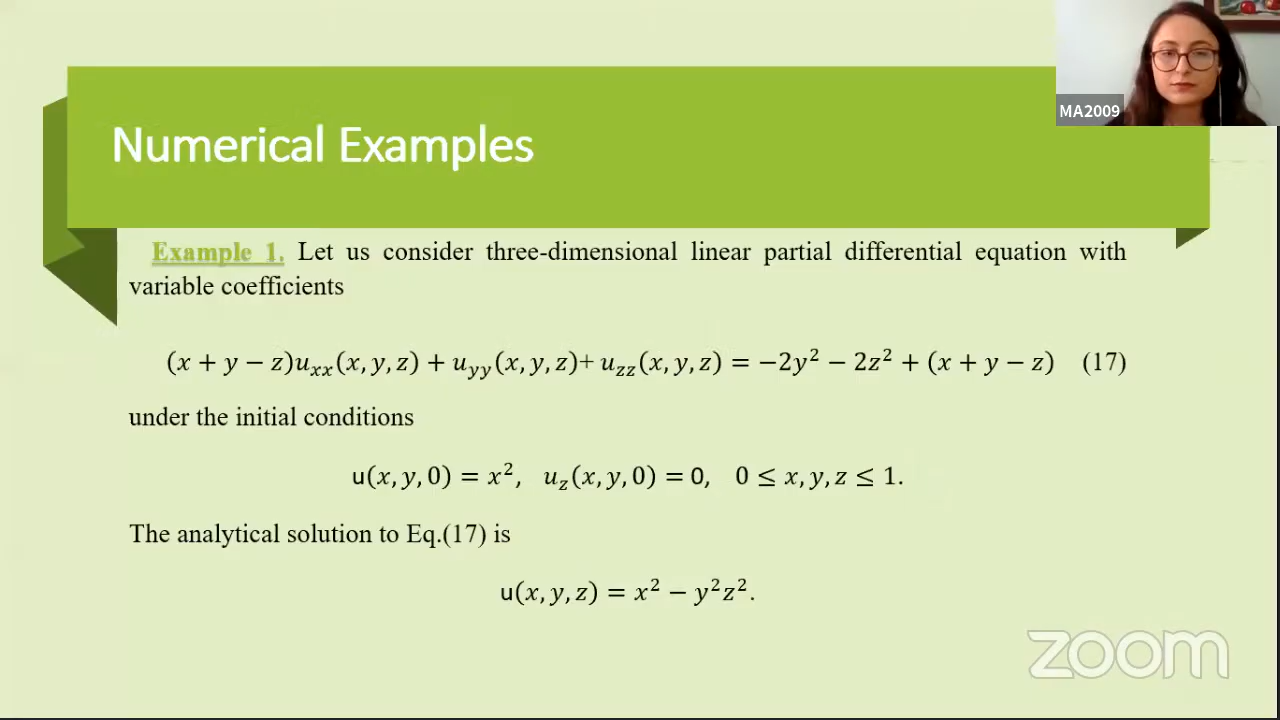 MA2009
Numerical Examples
Example 1. Let us consider three-dimensional linear partial differential equation with
variable coefficients
(x + y − z)u_{xx}(x, y, z) + u_{yy}(x, y, z)+ u_{zz}(x, y, z) = −2y² − 2z² + (x + y − z) (17)
under the initial conditions
u(x, y, 0) = x², u_z(x, y, 0) = 0, 0 ≤ x, y, z ≤ 1.
The analytical solution to Eq.(17) is
u(x, y, z) = x² − y²z².
zoom